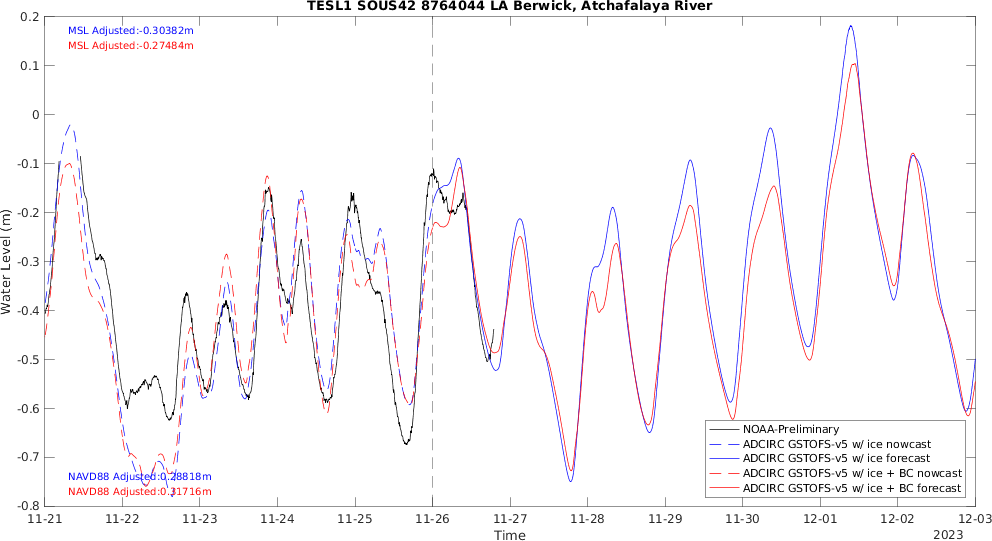 TESL1 SOUS42 8764044 LA Berwick, Atchafalaya River
MSL Adjusted:-0.30382m
MSL Adjusted:-0.27484m
0.2
0.1
0
-0.1
-0.2
-0.3
-0.4
-0.5
-0.6
-0.7
-0.8
Water Level (m)
NAVD88 Adjusted:0.28818m
NAVD88 Adjusted:0.31716m
NOAA-Preliminary
ADCIRC GSTOFS-v5 w/ ice nowcast
ADCIRC GSTOFS-v5 w/ ice forecast
ADCIRC GSTOFS-v5 w/ ice + BC nowcast
ADCIRC GSTOFS-v5 w/ ice + BC forecast
11-21 11-22 11-23 11-24 11-25 11-26 11-27 11-28 11-29 11-30 12-01 12-02 12-03
Time
2023